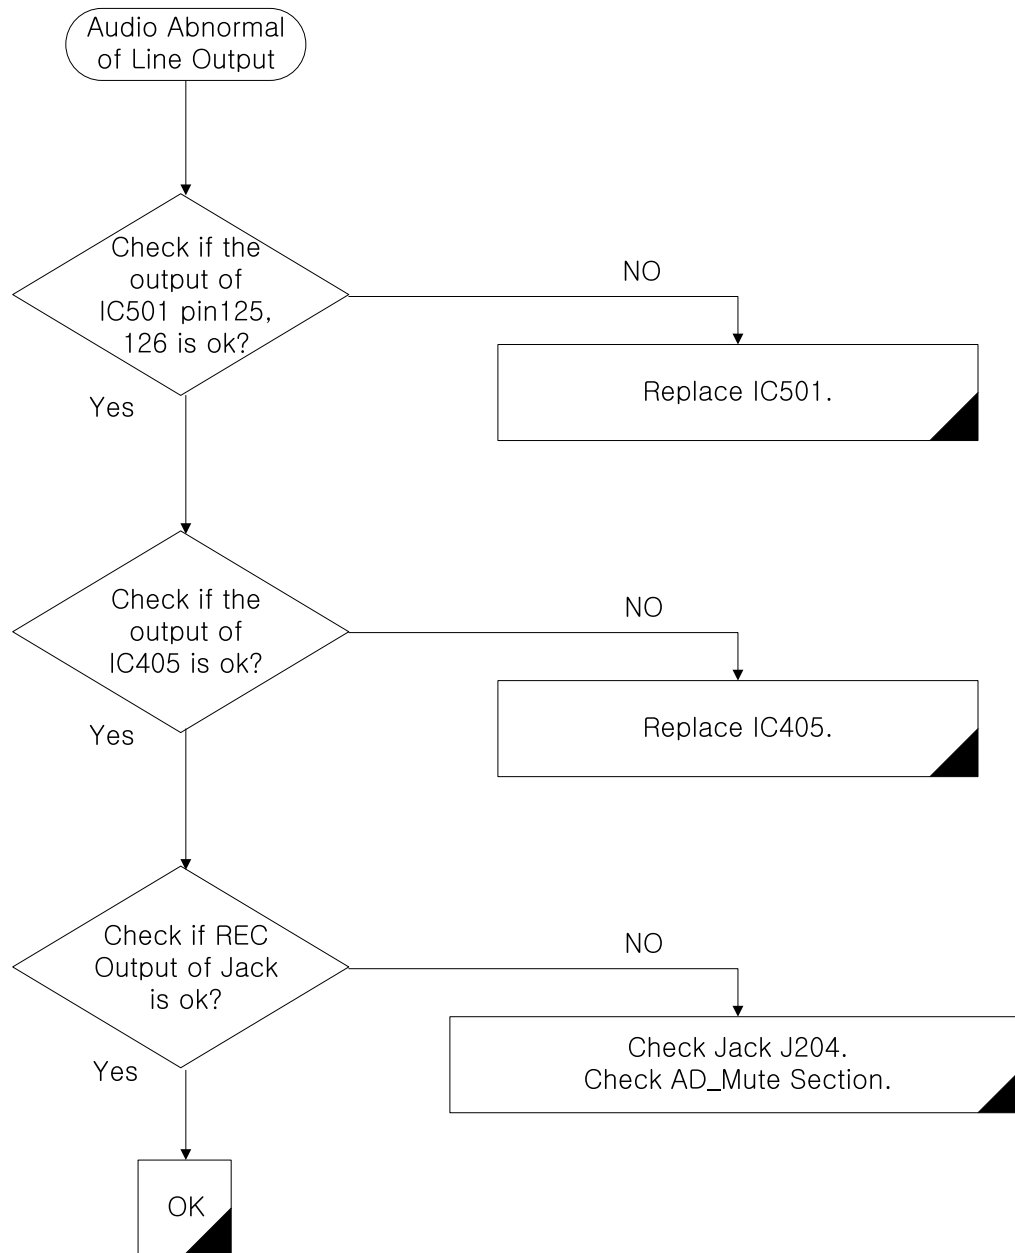 Audio Abnormal
of Line Output
Check if the
output of
IC501 pin125,
126 is ok?
NO
Replace IC501.
Yes
Check if the
output of
IC405 is ok?
NO
Replace IC405.
Yes
Check if REC
Output of Jack
is ok?
NO
Check Jack J204.
Check AD_Mute Section.
Yes
OK